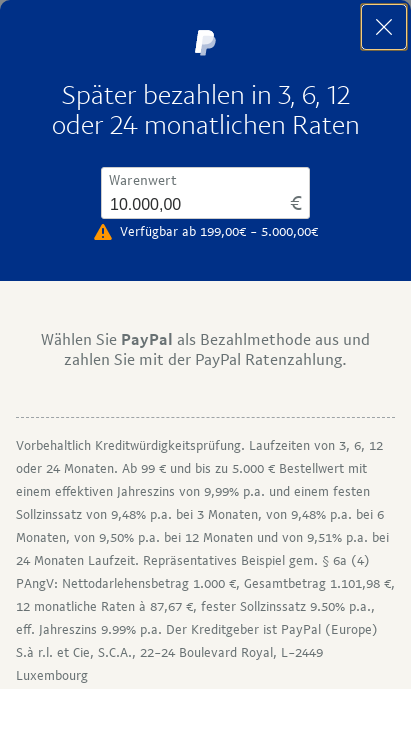 Später bezahlen in 3, 6, 12
oder 24 monatlichen Raten
Warenwert
10.000,00
€
Verfügbar ab 199,00€ - 5.000,00€
Wählen Sie PayPal als Bezahlmethode aus und
zahlen Sie mit der PayPal Ratenzahlung.
Vorbehaltlich Kreditwürdigkeitsprüfung. Laufzeiten von 3, 6, 12
oder 24 Monaten. Ab 99 € und bis zu 5.000 € Bestellwert mit
einem effektiven Jahreszins von 9,99% p.a. und einem festen
Sollzinssatz von 9,48% p.a. bei 3 Monaten, von 9,48% p.a. bei 6
Monaten, von 9,50% p.a. bei 12 Monaten und von 9,51% p.a. bei
24 Monaten Laufzeit. Repräsentatives Beispiel gem. § 6a (4)
PAngV: Nettodarlehensbetrag 1.000 €, Gesamtbetrag 1.101,98 €,
12 monatliche Raten à 87,67 €, fester Sollzinssatz 9.50% p.a.,
eff. Jahreszins 9.99% p.a. Der Kreditgeber ist PayPal (Europe)
S.à r.l. et Cie, S.C.A., 22-24 Boulevard Royal, L-2449
Luxembourg